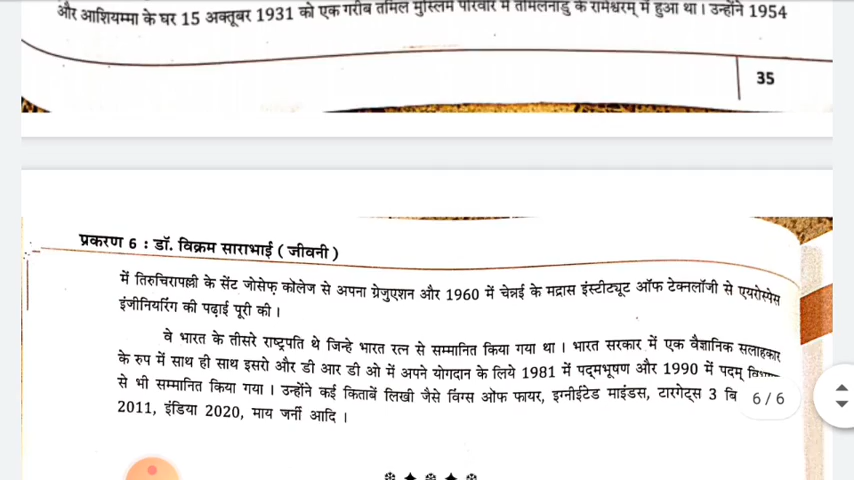 और आशियम्मा के घर 15 अक्तूबर 1931 को एक गरीब तमिल मुस्लिम परिवार में तामिलनाडु के रामेश्वरम् में हुआ था। उन्होंने 1954
35
प्रकरण 6 : डॉ. विक्रम साराभाई ( जीवनी )
में तिरुचिरापल्ली के सेंट जोसेफ़ कॉलेज से अपना ग्रेजुएशन और 1960 में चेन्नई के मद्रास इंस्टीट्यूट ऑफ टेक्नलॉजी से एयरोस्पेस
इंजीनियरिंग की पढ़ाई पूरी की।
वे भारत के तीसरे राष्ट्रपति थे जिन्हे भारत रत्न से सम्मानित किया गया था। भारत सरकार में एक वैज्ञानिक सलाहकार
के रुप में साथ ही साथ इसरो और डी आर डी ओ में अपने योगदान के लिये 1981 में पद्मभूषण और 1990 में पदम्
से भी सम्मानित किया गया। उन्होंने कई किताबें लिखी जैसे विंग्स ऑफ फायर, इग्नीईटेड माइंडस, टारगेट्स 3 बि
6/6
2011, इंडिया 2020, माय जर्नी आदि।